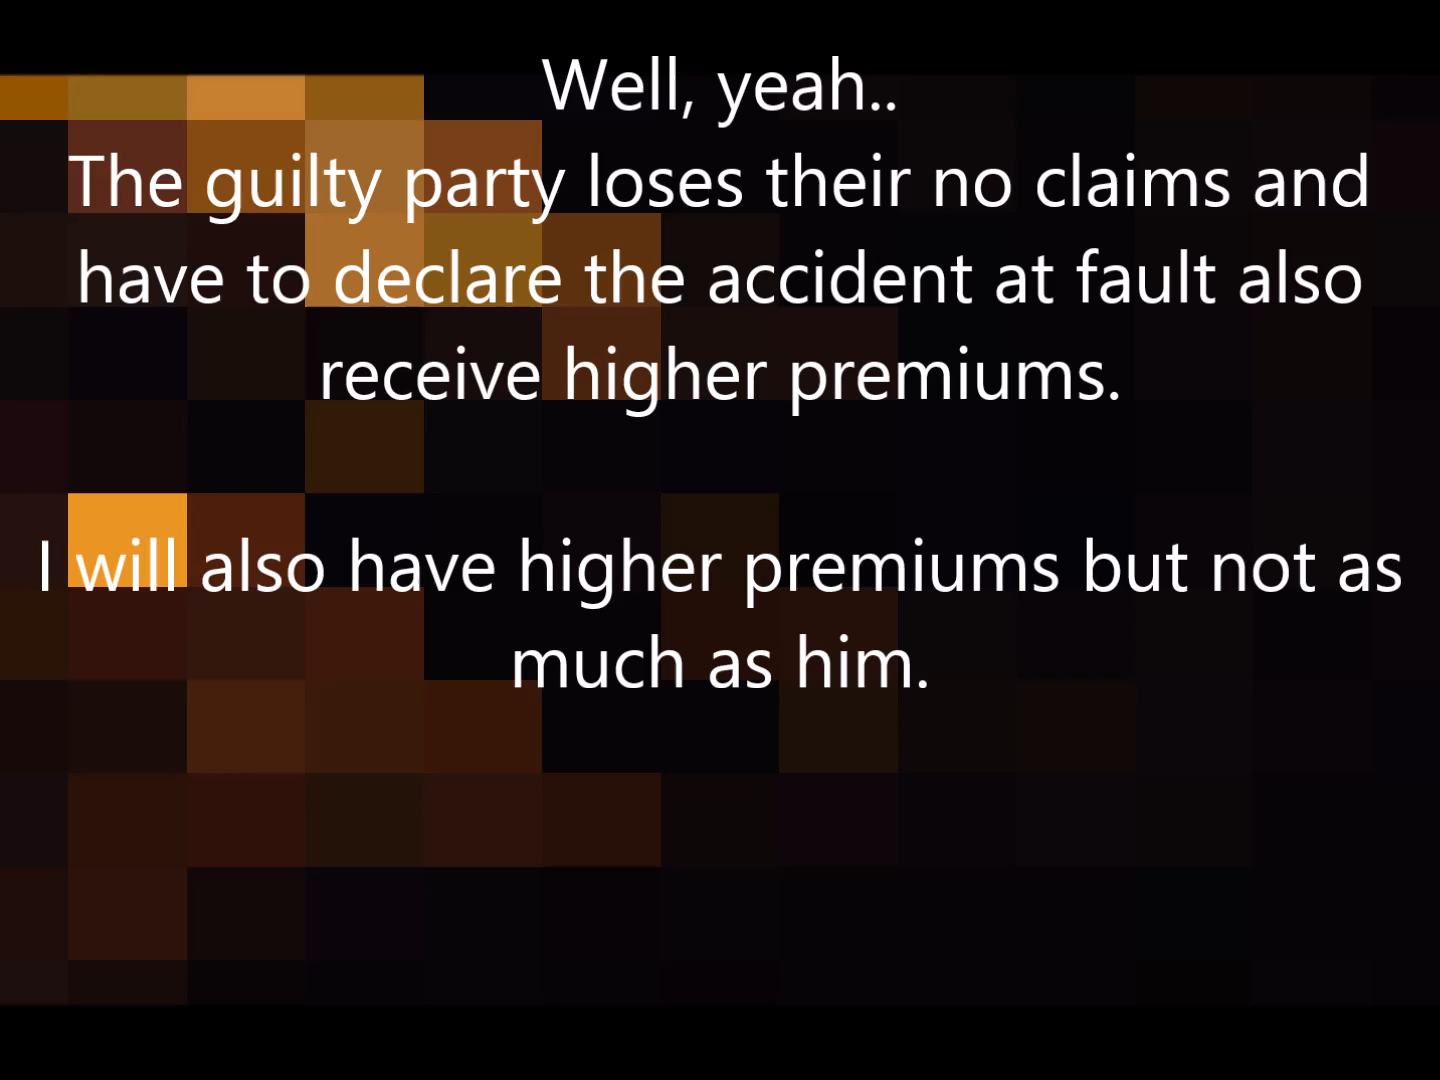 Well, yeah..
The guilty party loses their no claims and
have to declare the accident at fault also
receive higher premiums.
I will also have higher premiums but not as
much as him.